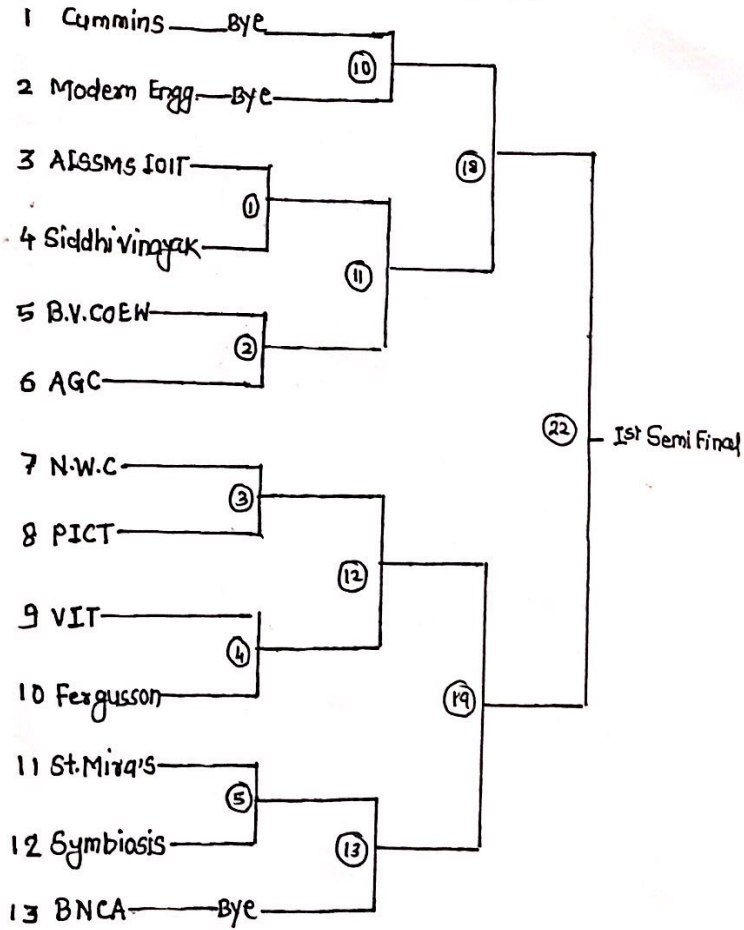 1 Cummins Bye
10
2 Modern Engg. Bye
18
3 AISSMS IOIT
1
4 Siddhivinayak
11
5 B.V.COEW
2
6 AGC
22 Ist Semi Final
7 N.W.C
3
8 PICT
12
9 VIT
4
10 Fergusson
19
11 St.Mira's
5
12 Symbiosis
13
13 BNCA Bye